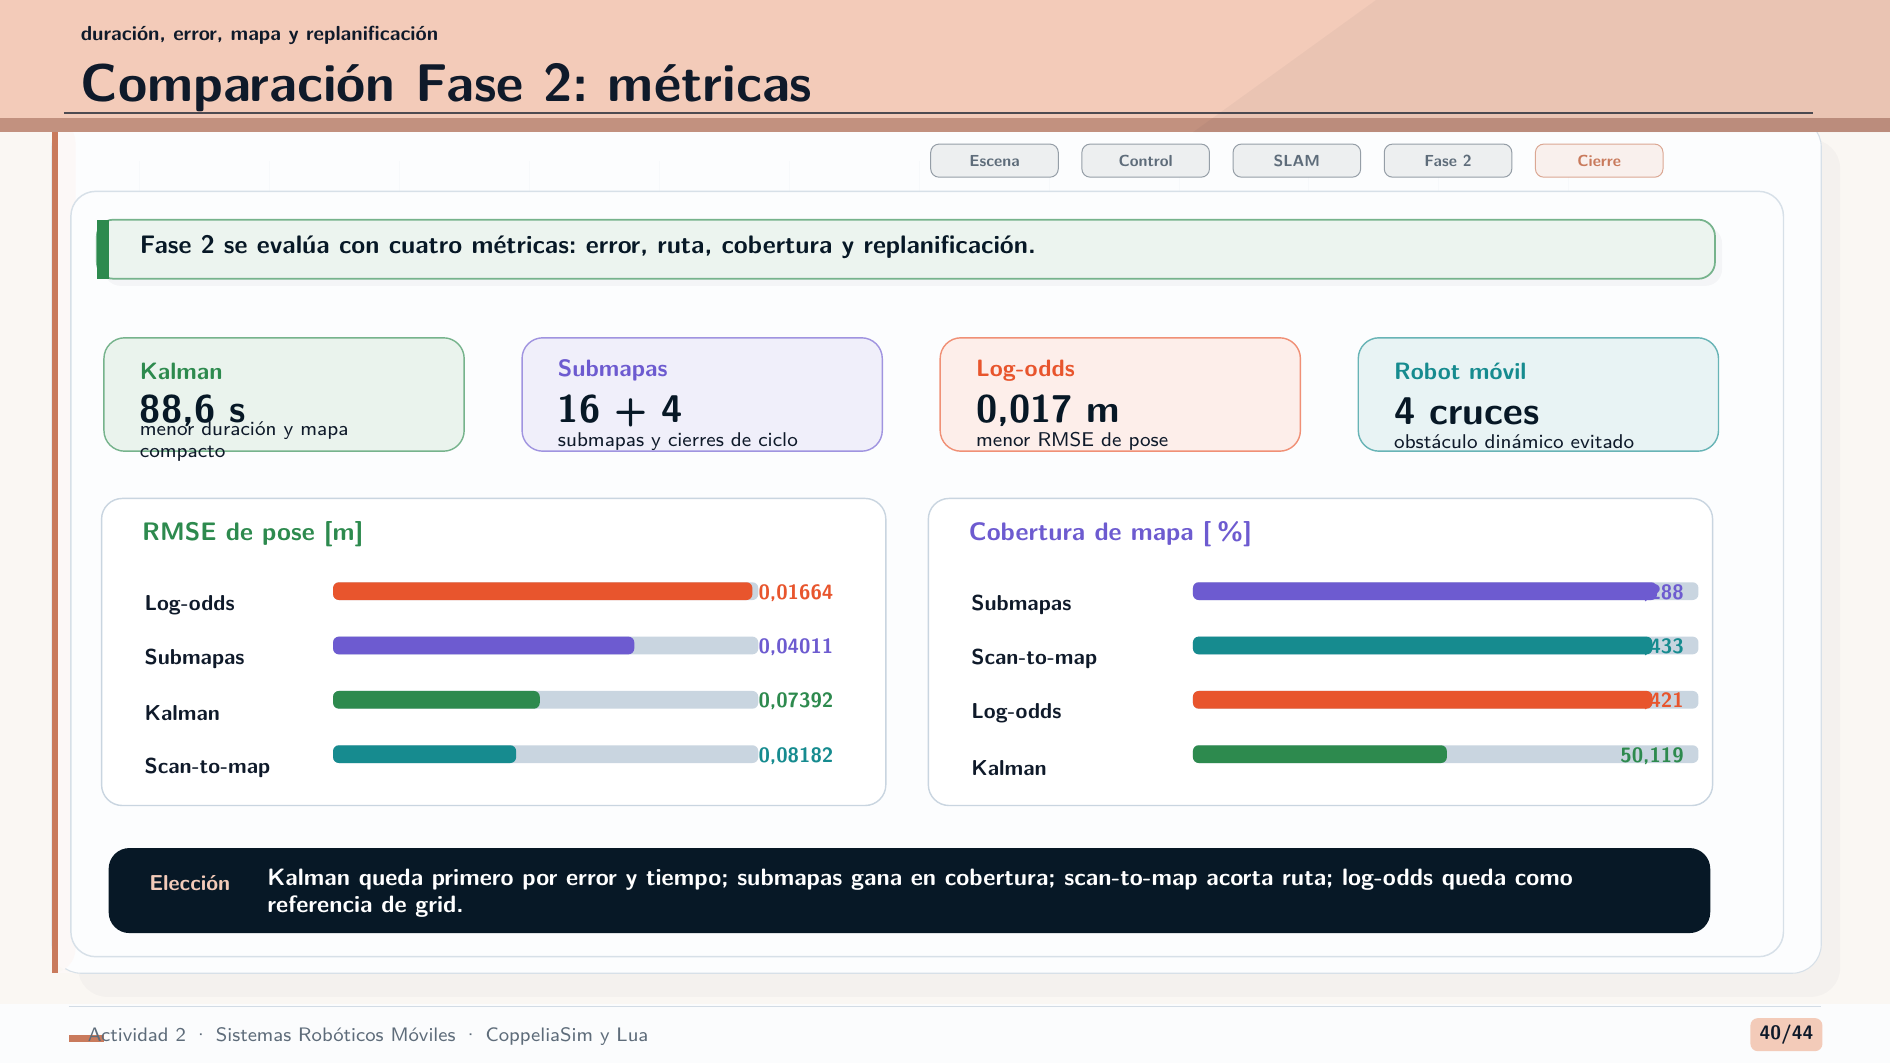 duración, error, mapa y replanificación
Comparación Fase 2: métricas
Escena
Control
SLAM
Fase 2
Cierre
Fase 2 se evalúa con cuatro métricas: error, ruta, cobertura y replanificación.
Kalman
88,6 s
menor duración y mapa
compacto
Submapas
16 + 4
submapas y cierres de ciclo
Log-odds
0,017 m
menor RMSE de pose
Robot móvil
4 cruces
obstáculo dinámico evitado
RMSE de pose [m]
Log-odds 0,01664
Submapas 0,04011
Kalman 0,07392
Scan-to-map 0,08182
Cobertura de mapa [ %]
Submapas
Scan-to-map
Log-odds
Kalman 50,119
Elección
Kalman queda primero por error y tiempo; submapas gana en cobertura; scan-to-map acorta ruta; log-odds queda como
referencia de grid.
Actividad 2 · Sistemas Robóticos Móviles · CoppeliaSim y Lua
40/44